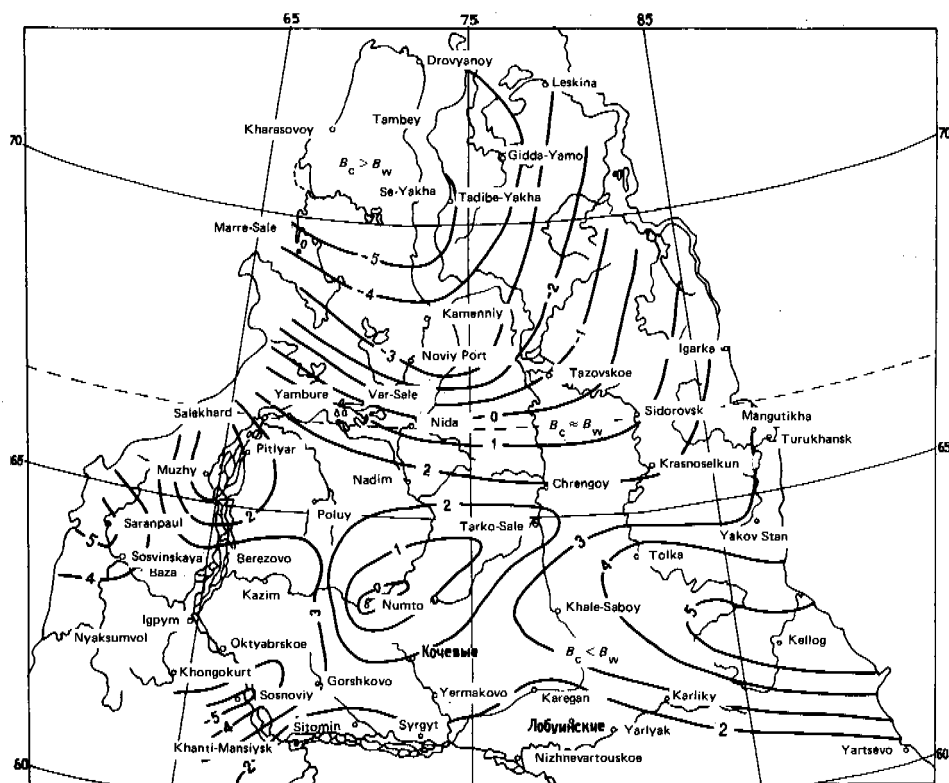 65 75 85
Drovyanoy
Leskina
Tambey
Kharasovoy
70 70
Gidda-Yamo
B_c > B_w
Se-Yakha
Tadibe-Yakha
Marre-Sale
-5
-4
-2
Kamenniy
-3
-1
Noviy Port
Igarka
Tazovskoe
Yambure
Var-Sale
0
Sidorovsk
Salekhard
Mangutikha
Nida
B_c ≈ B_w
1
Turukhansk
Pitlyar
65 65
Muzhy
2
Krasnoselkun
Nadim
Chrengoy
2
2
Poluy
Saranpaul
Tarko-Sale
3
Yakov Stan
5
1
Sosvinskaya
Baza
Berezovo
Tolka
4
4
0
Kazim
Numto
3
5
Khale-Saboy
Igpym
Nyaksumvol
Kellog
Oktyabrskoe
Кочевые
B_c < B_w
Khongokurt
Gorshkovo
Sosnoviy
Yermakovo
Karegan
Karliky
-5
4
Sitomin
Syrgyt
Лобуийские
Yarlyak
2
Khanti-Mansiysk
Yartsevo
Nizhnevartouskoe
60 60
2